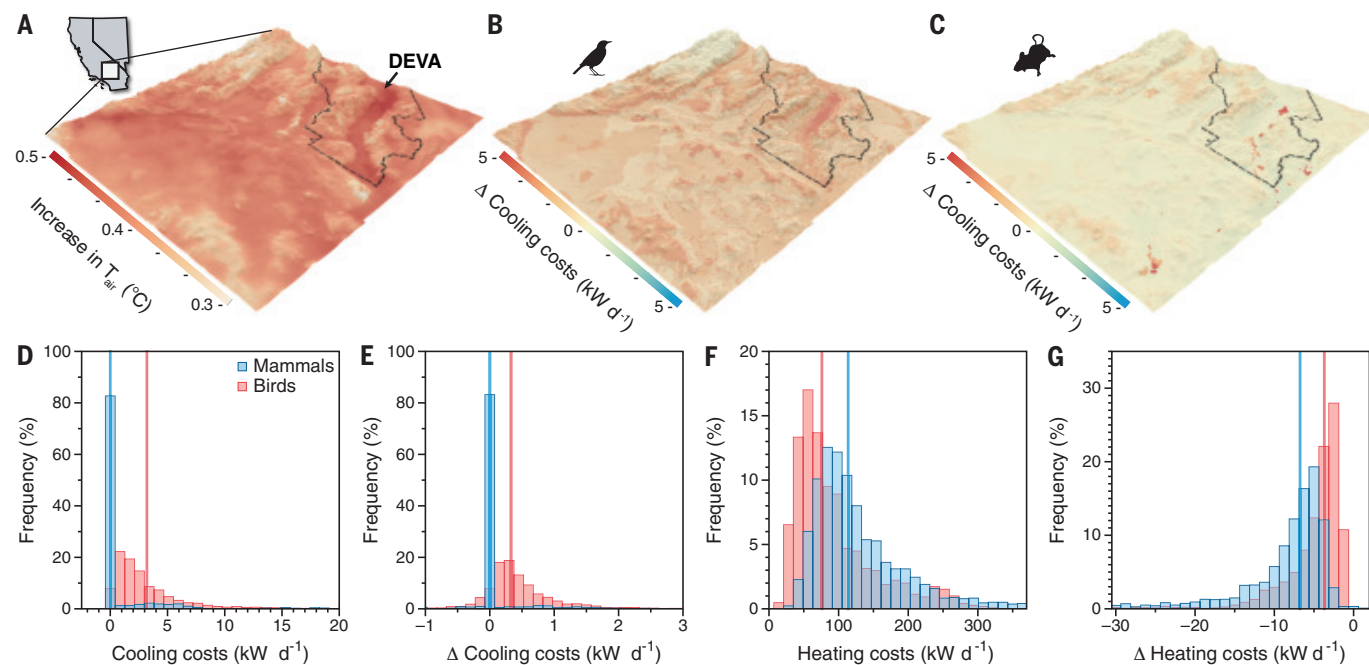 A
DEVA
0.5 -
0.4 -
0.3 -
Increase in Tair (°C)
B
5 -
0 -
5 -
Δ Cooling costs (kW d-1)
C
5 -
0 -
5 -
Δ Cooling costs (kW d-1)
D
100
80
60
40
20
0
Frequency (%)
Mammals
Birds
0 5 10 15 20
Cooling costs (kW d-1)
E
100
80
60
40
20
0
Frequency (%)
−1 0 1 2 3
Δ Cooling costs (kW d-1)
F
20
15
10
5
0
Frequency (%)
0 100 200 300
Heating costs (kW d-1)
G
30
20
10
0
Frequency (%)
−30 −20 −10 0
Δ Heating costs (kW d-1)